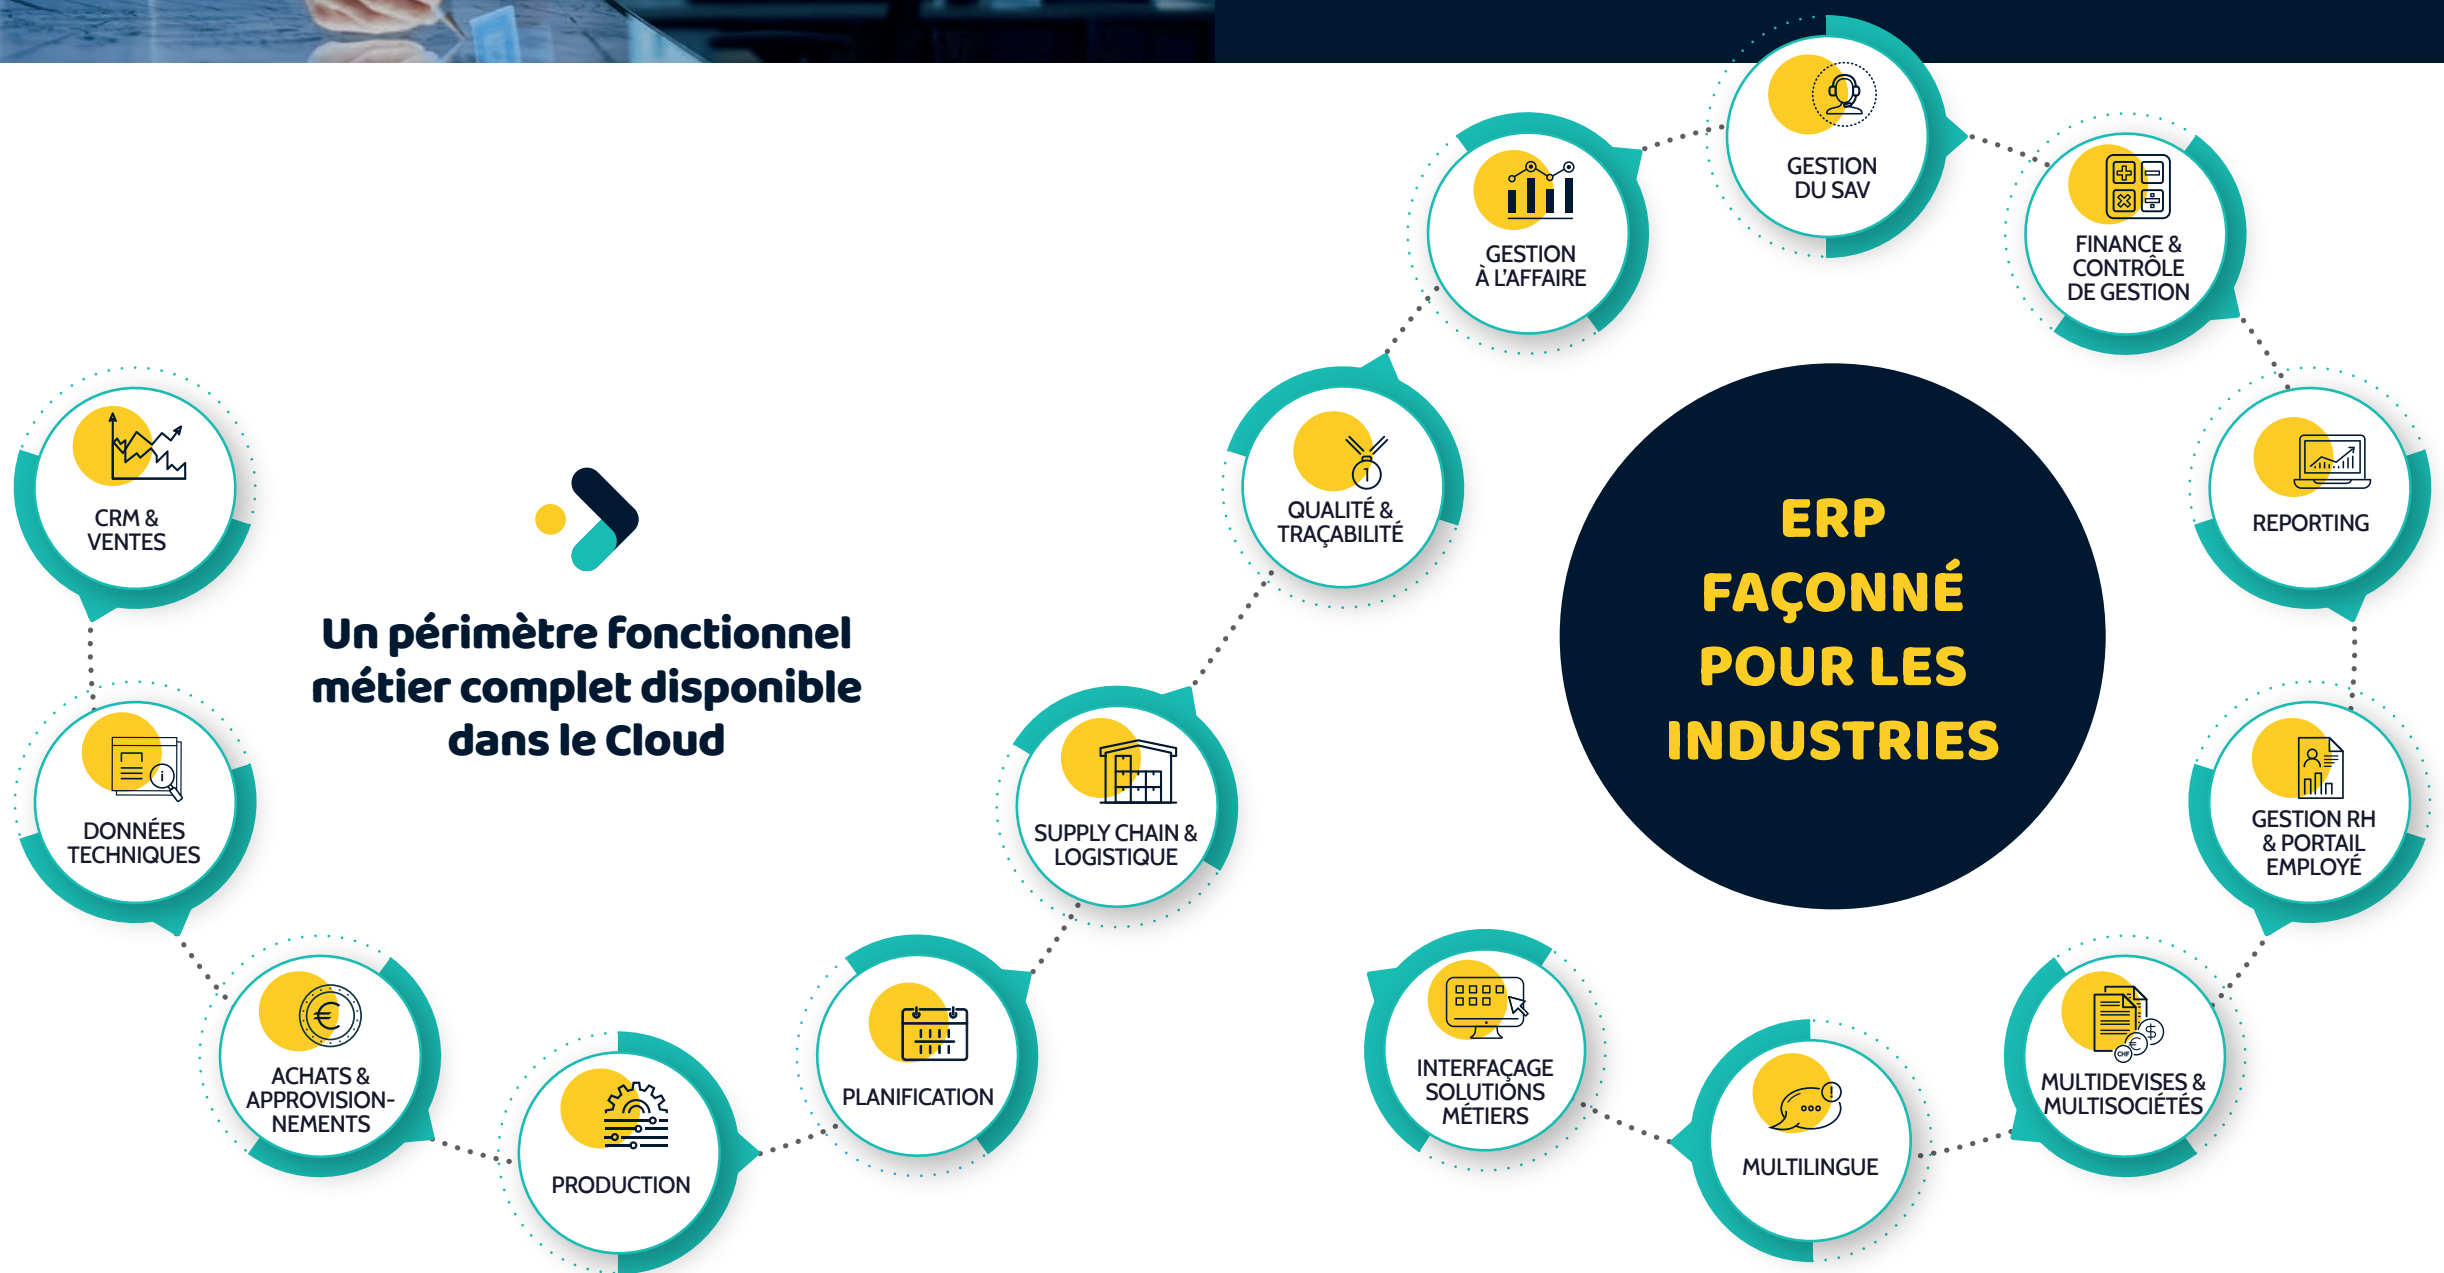 CRM &
VENTES
DONNÉES
TECHNIQUES
ACHATS &
APPROVISION-
NEMENTS
PRODUCTION
PLANIFICATION
SUPPLY CHAIN &
LOGISTIQUE
QUALITÉ &
TRAÇABILITÉ
GESTION
À L'AFFAIRE
GESTION
DU SAV
FINANCE &
CONTRÔLE
DE GESTION
REPORTING
GESTION RH
& PORTAIL
EMPLOYÉ
MULTIDEVISES &
MULTISOCIÉTÉS
CHF € $
MULTILINGUE
INTERFAÇAGE
SOLUTIONS
MÉTIERS
Un périmètre fonctionnel
métier complet disponible
dans le Cloud
ERP
FAÇONNÉ
POUR LES
INDUSTRIES